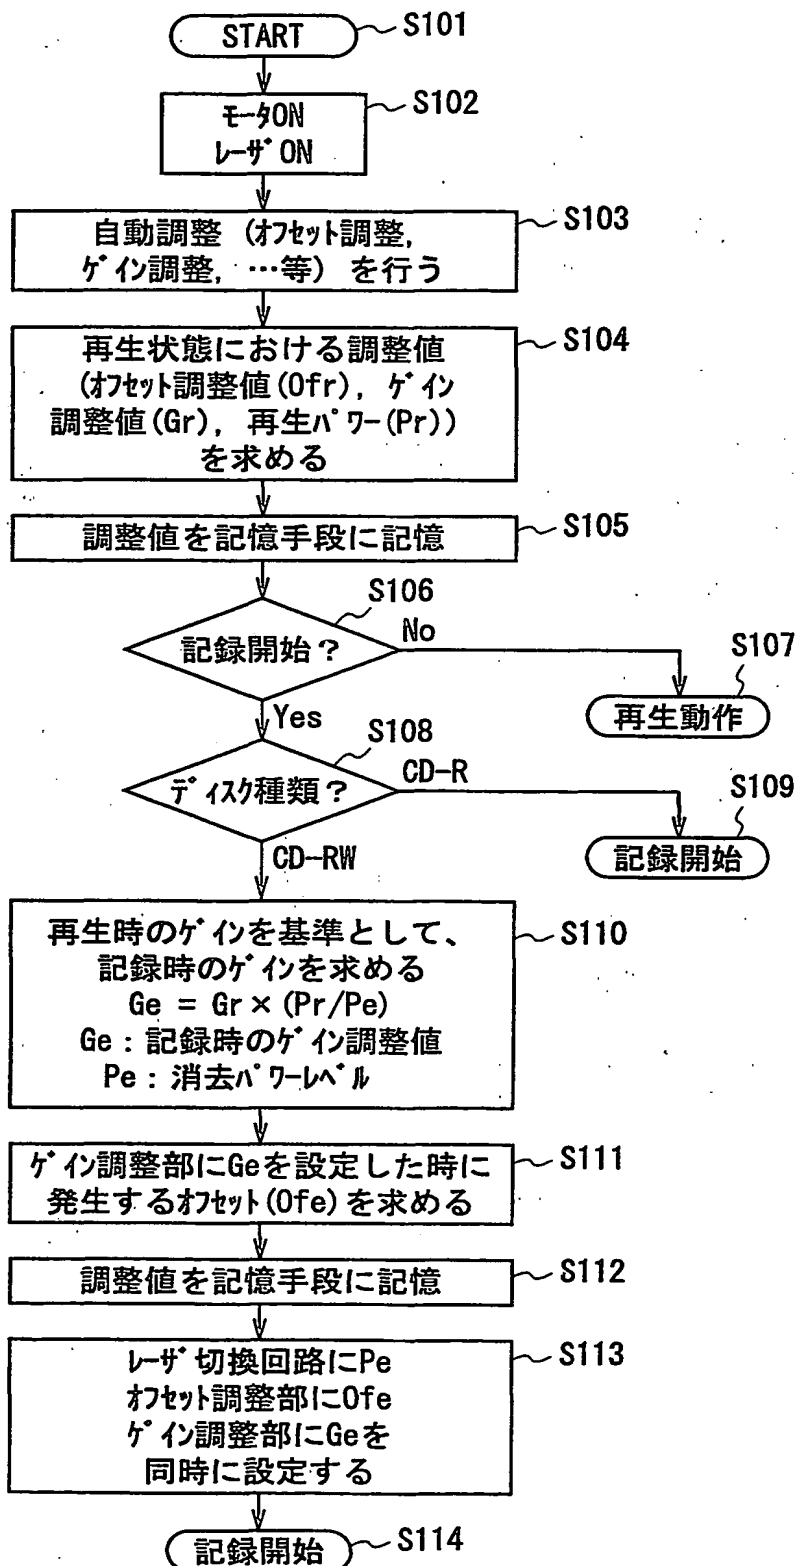 START
S101
モータON
レーザON
S102
自動調整 (オフセット調整,
ゲイン調整, …等) を行う
S103
再生状態における調整値
(オフセット調整値(Ofr), ゲイン
調整値(Gr), 再生パワー(Pr))
を求める
S104
調整値を記憶手段に記憶
S105
S106
記録開始?
No
S107
再生動作
Yes
S108
ディスク種類?
CD-R
S109
記録開始
CD-RW
再生時のゲインを基準として、
記録時のゲインを求める
Ge = Gr × (Pr/Pe)
Ge : 記録時のゲイン調整値
Pe : 消去パワーレベル
S110
ゲイン調整部にGeを設定した時に
発生するオフセット(Ofe)を求める
S111
調整値を記憶手段に記憶
S112
レーザ切換回路にPe
オフセット調整部にOfe
ゲイン調整部にGeを
同時に設定する
S113
記録開始
S114